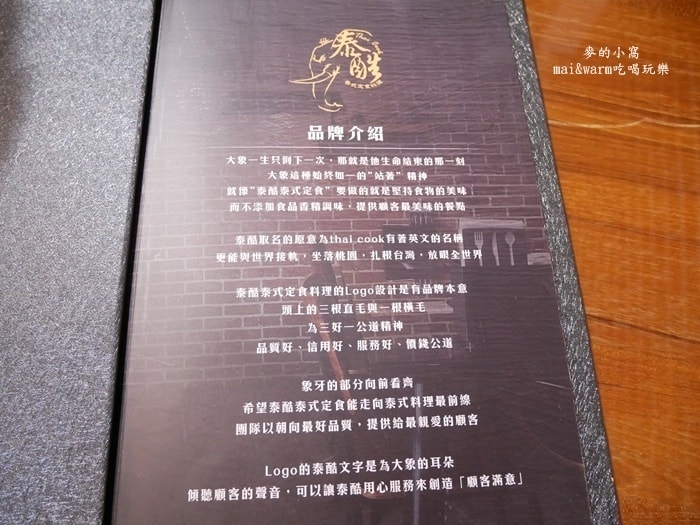 麥的小窩
mai&warm吃喝玩樂
Thai Cook
泰酷
泰式定食料理
品牌介紹
大象一生只倒下一次，那就是他生命結束的那一刻
大象這種始終如一的"站著"精神
就像"泰酷泰式定食"要做的就是堅持食物的美味
而不添加食品香精調味，提供顧客最美味的餐點
泰酷取名的原意為thai cook有著英文的名稱
更能與世界接軌，坐落桃園，扎根台灣，放眼全世界
泰酷泰式定食料理的Logo設計是有品牌本意
頭上的三根直毛與一根橫毛
為三好一公道精神
品質好、信用好、服務好、價錢公道
象牙的部分向前看齊
希望泰酷泰式定食能走向泰式料理最前線
團隊以朝向最好品質，提供給最親愛的顧客
Logo的泰酷文字是為大象的耳朵
傾聽顧客的聲音，可以讓泰酷用心服務來創造「顧客滿意」